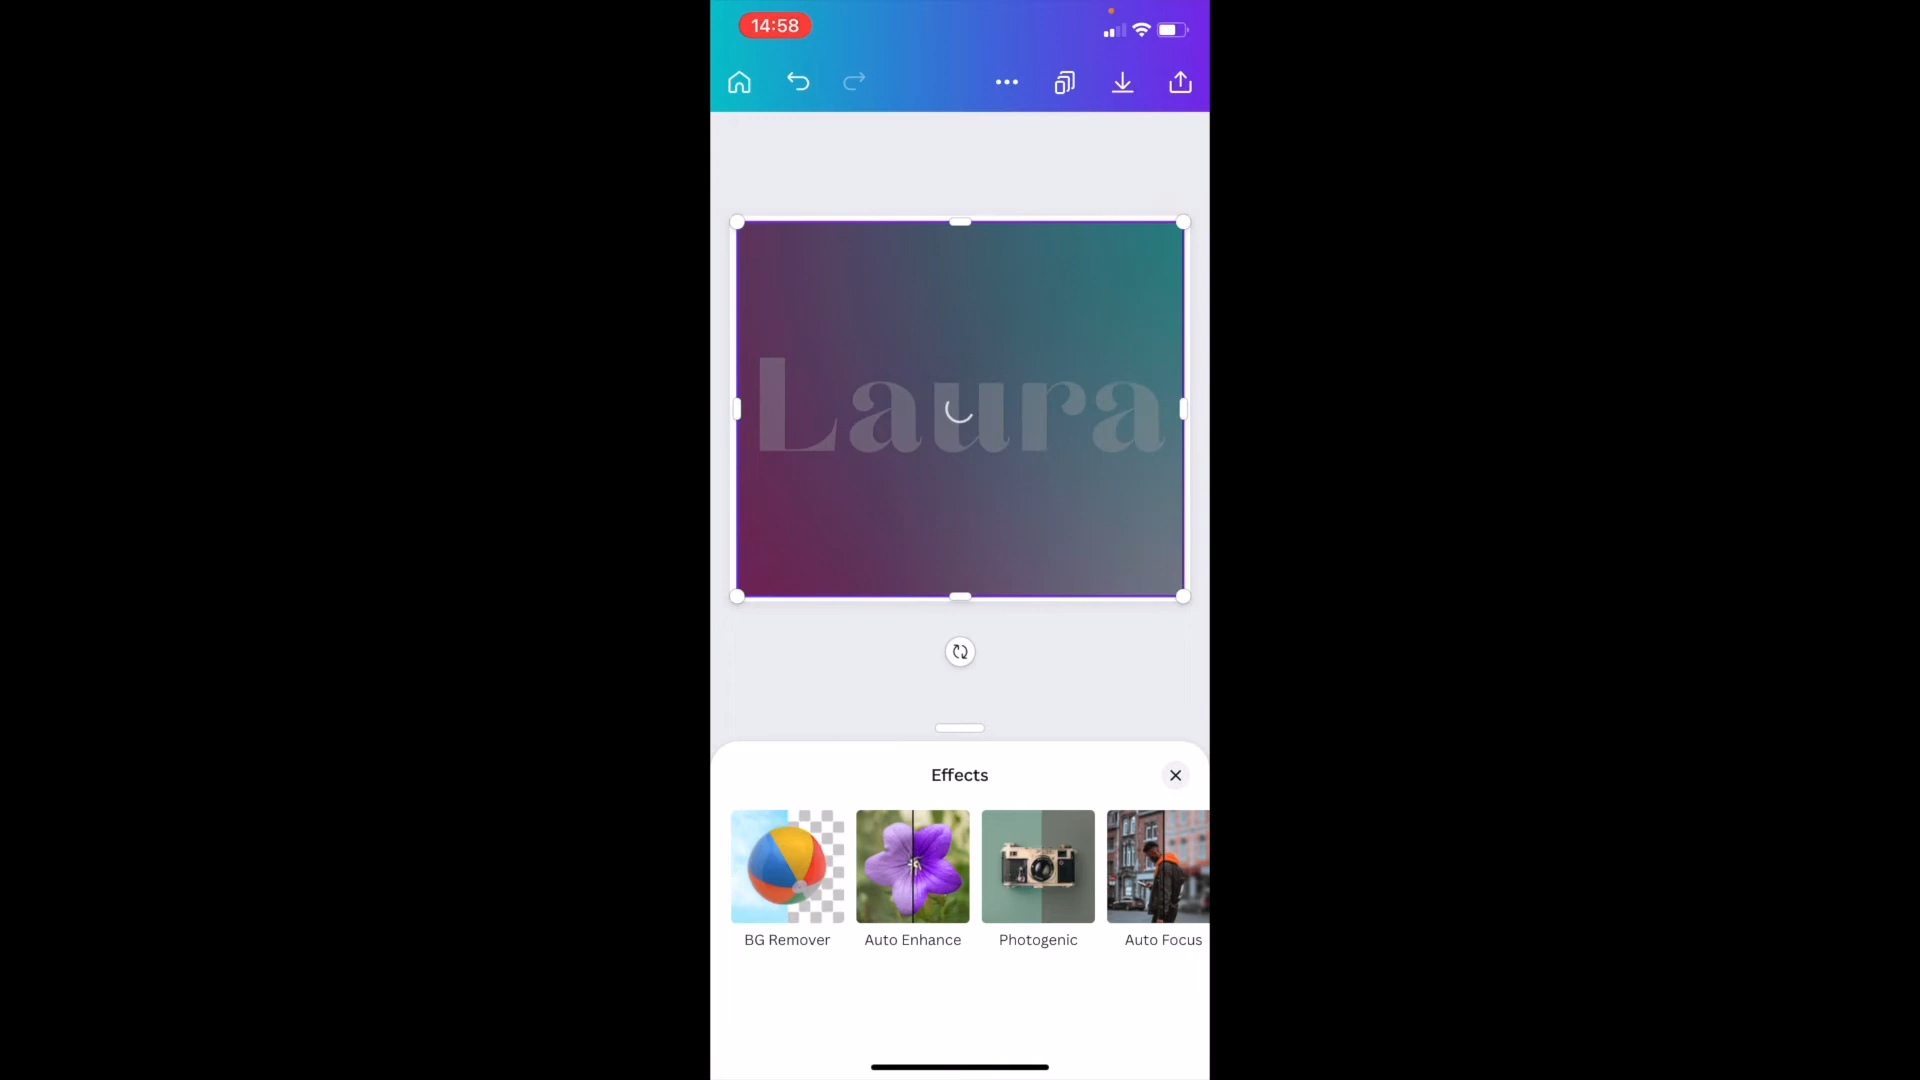 14:58
Laura
Effects
BG Remover
Auto Enhance
Photogenic
Auto Focus